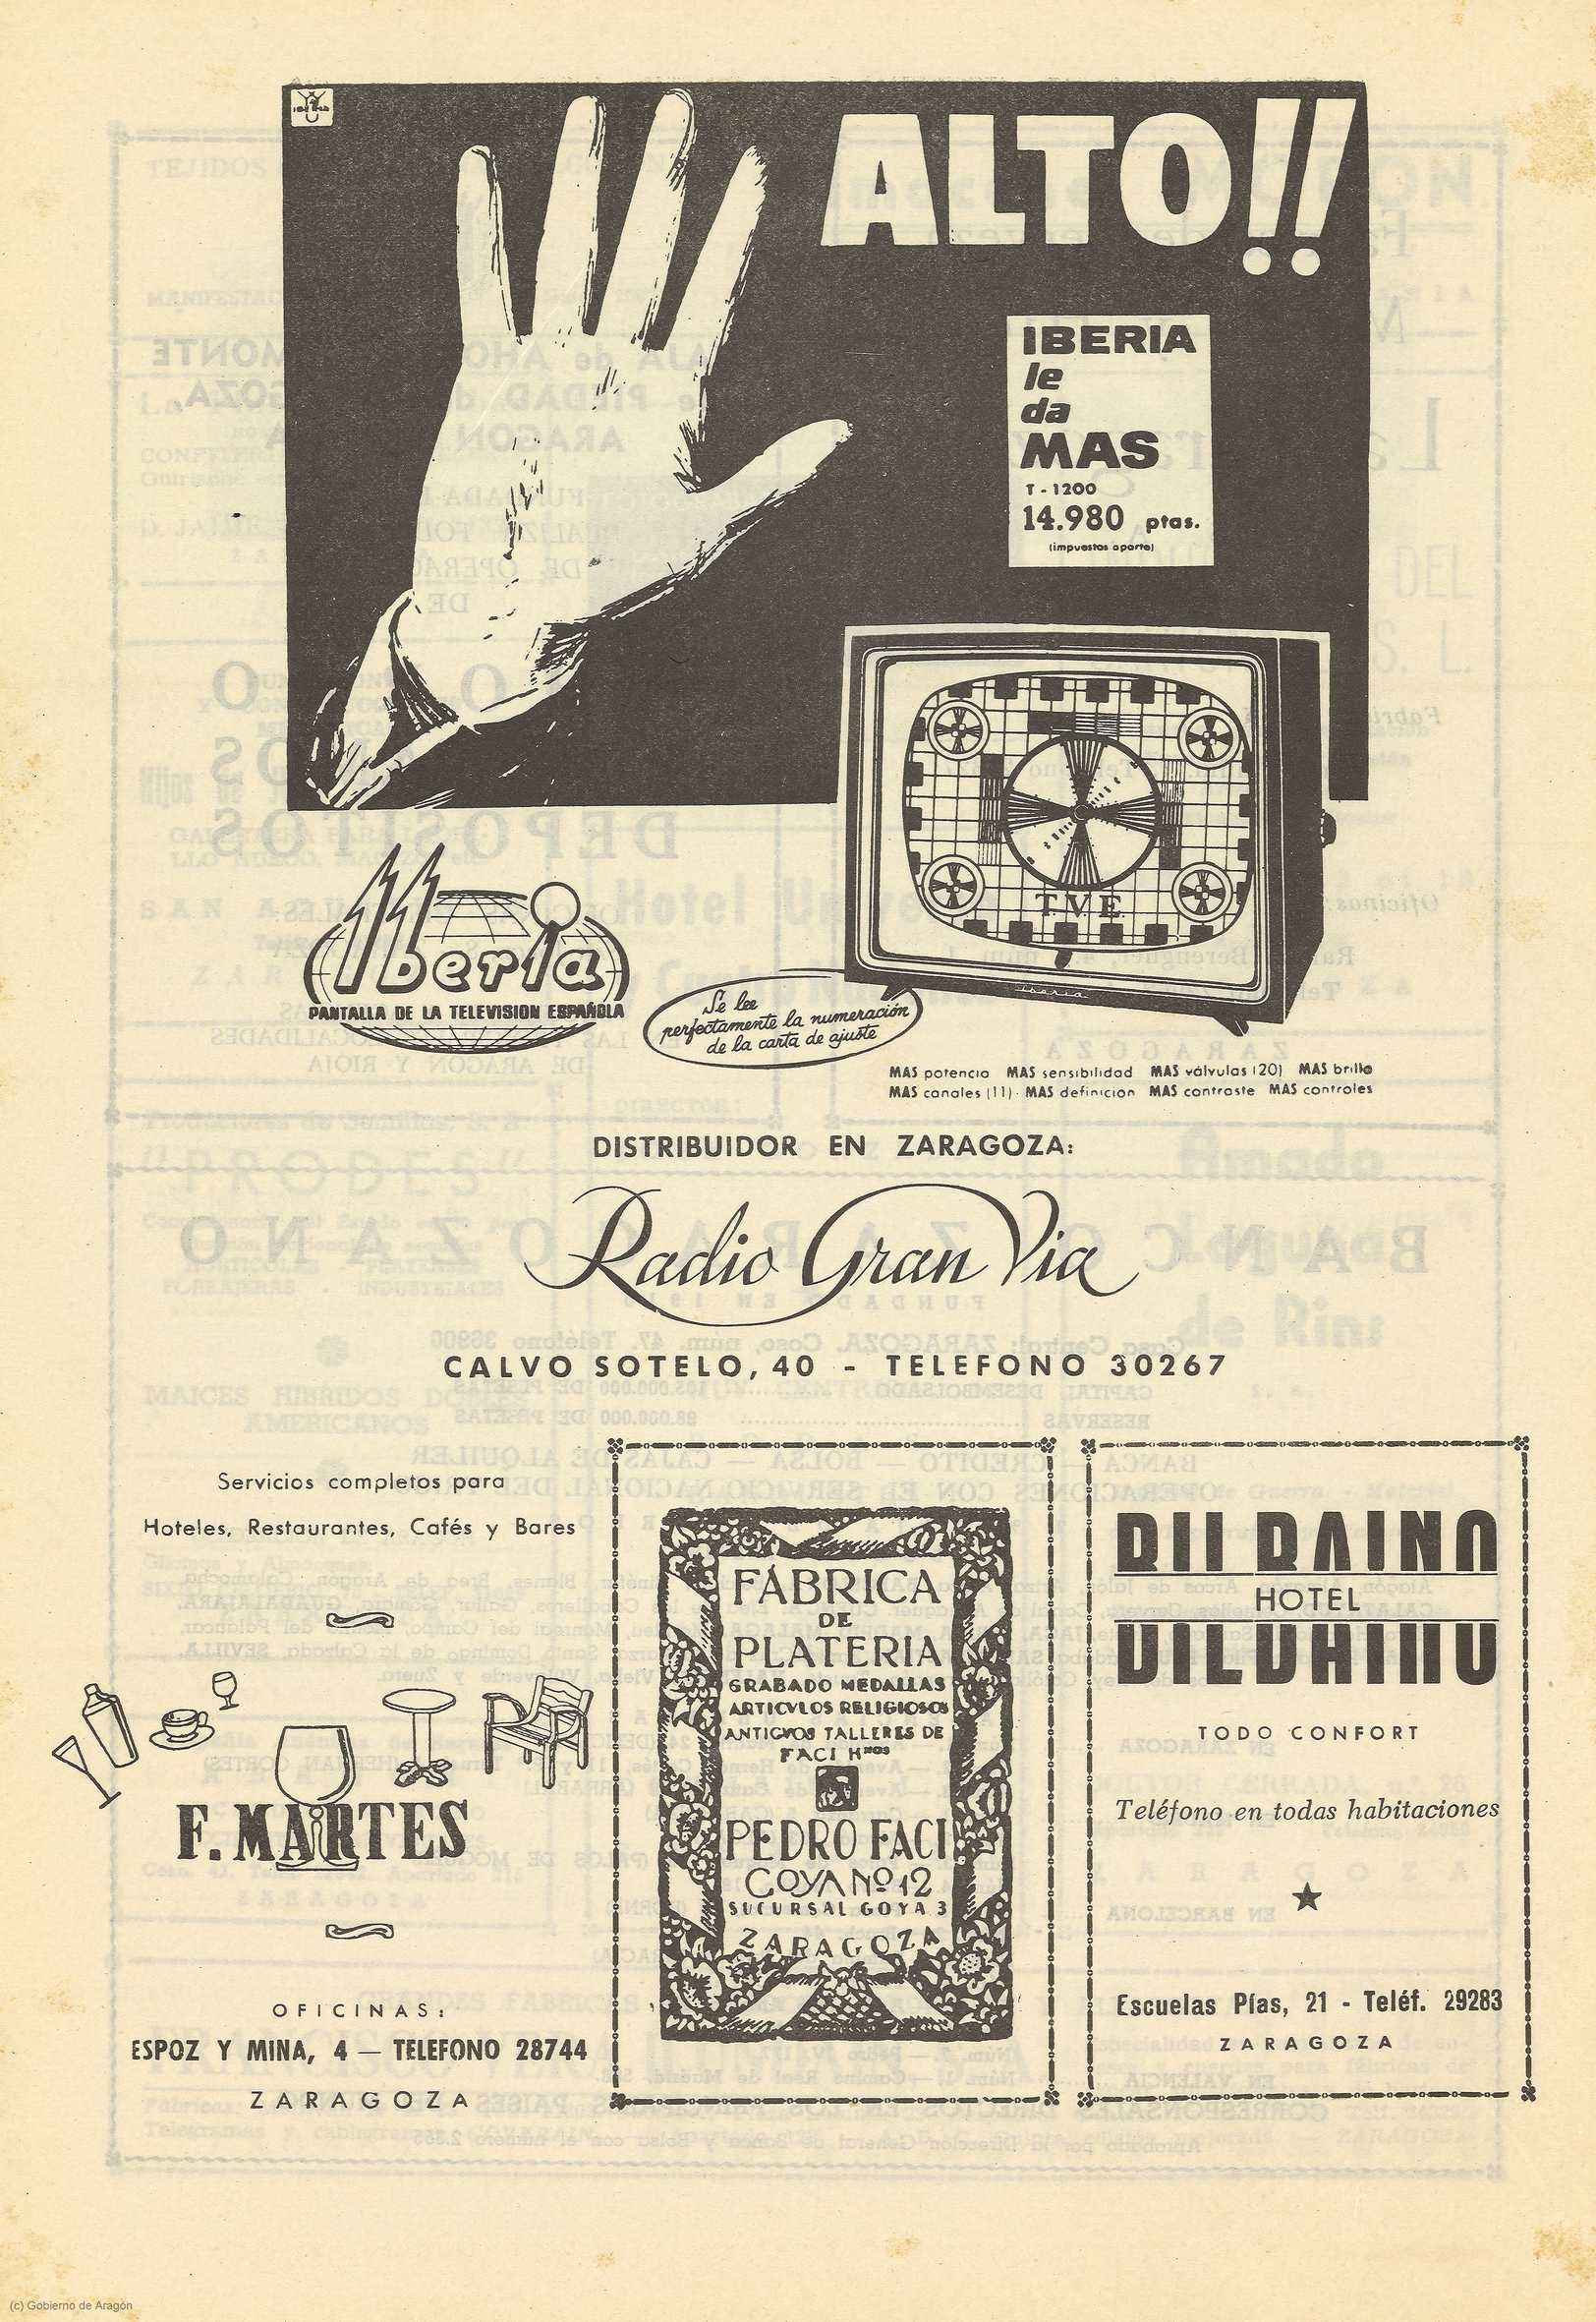 ALTO!!
IBERIA
le
da
MAS
T - 1200
14.980 ptas.
(impuestos aparte)
TVE
Iberia
Iberia
PANTALLA DE LA TELEVISION ESPAÑOLA
Se lee
perfectamente la numeración
de la carta de ajuste
MAS potencia MAS sensibilidad MAS válvulas (20) MAS brillo
MAS canales (11) · MAS definicion MAS contraste MAS controles
DISTRIBUIDOR EN ZARAGOZA:
Radio Gran Via
CALVO SOTELO, 40 - TELEFONO 30267
Servicios completos para
Hoteles, Restaurantes, Cafés y Bares
F. MARTES
OFICINAS:
ESPOZ Y MINA, 4 — TELEFONO 28744
ZARAGOZA
FÁBRICA
DE
PLATERIA
GRABADO MEDALLAS
ARTICVLOS RELIGIOSOS
ANTIGVOS TALLERES DE
FACI Hnos
PEDRO FACI
GOYA Nº 12
SUCURSAL GOYA 3
ZARAGOZA
BILBAINO
HOTEL
BILBAINO
TODO CONFORT
Teléfono en todas habitaciones
Escuelas Pías, 21 - Teléf. 29283
ZARAGOZA
(c) Gobierno de Aragón